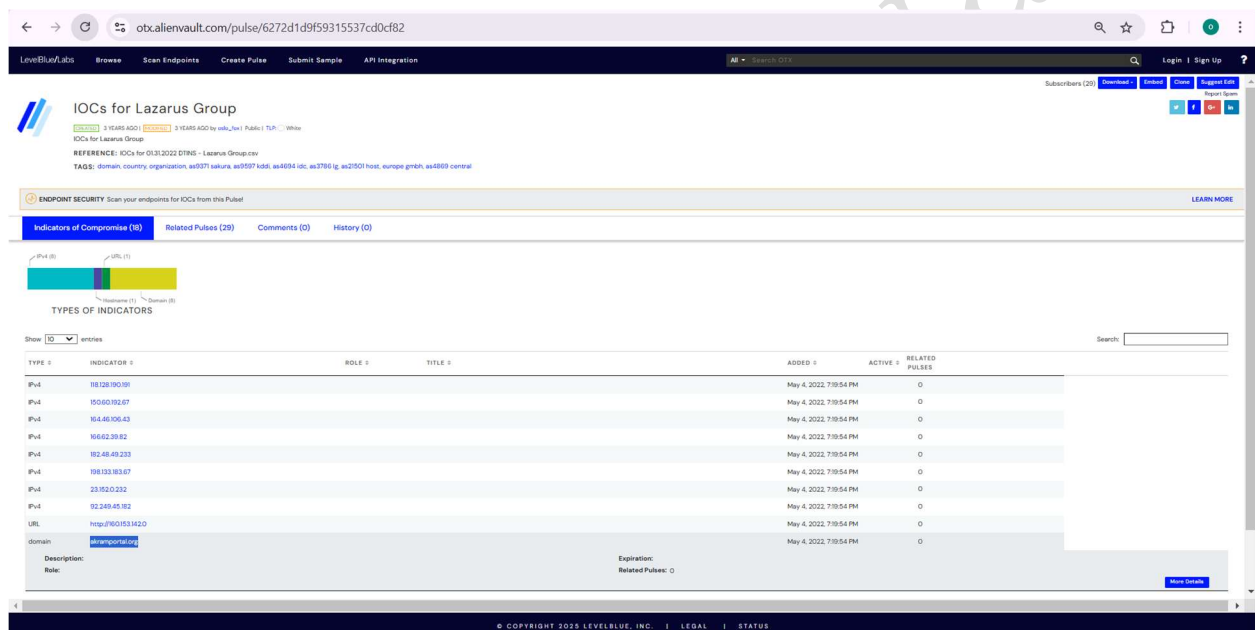 otx.alienvault.com/pulse/6272d1d9f59315537cd0cf82
LevelBlue/Labs Browse Scan Endpoints Create Pulse Submit Sample API Integration All Search OTX Login | Sign Up ?
Subscribers (29) Download Embed Clone Suggest Edit
Report Spam
IOCs for Lazarus Group
CREATED 3 YEARS AGO | MODIFIED 3 YEARS AGO by | Public | TLP: White
IOCs for Lazarus Group
REFERENCE: IOCs for 01.31.2022 DTINS - Lazarus Group.csv
TAGS: domain, country, organization, as9371 sakura, as9597 kddi, as4694 idc, as3786 lg, as21501 host, europe gmbh, as4869 central
ENDPOINT SECURITY Scan your endpoints for IOCs from this Pulse! LEARN MORE
Indicators of Compromise (18) Related Pulses (29) Comments (0) History (0)
IPv4 (8) URL (1)
Hostname (1) Domain (8)
TYPES OF INDICATORS
Show 10 entries Search:
TYPE INDICATOR ROLE TITLE ADDED ACTIVE RELATED PULSES
IPv4 118.128.190.191 May 4, 2022, 7:19:54 PM 0
IPv4 150.60.192.67 May 4, 2022, 7:19:54 PM 0
IPv4 164.46.106.43 May 4, 2022, 7:19:54 PM 0
IPv4 166.62.39.82 May 4, 2022, 7:19:54 PM 0
IPv4 182.48.49.233 May 4, 2022, 7:19:54 PM 0
IPv4 198.133.183.67 May 4, 2022, 7:19:54 PM 0
IPv4 23.152.0.232 May 4, 2022, 7:19:54 PM 0
IPv4 92.249.45.182 May 4, 2022, 7:19:54 PM 0
URL http://160.153.142.0 May 4, 2022, 7:19:54 PM 0
domain akramportal.org May 4, 2022, 7:19:54 PM 0
Description: Expiration:
Role: Related Pulses: 0
More Details
© COPYRIGHT 2025 LEVELBLUE, INC. | LEGAL | STATUS